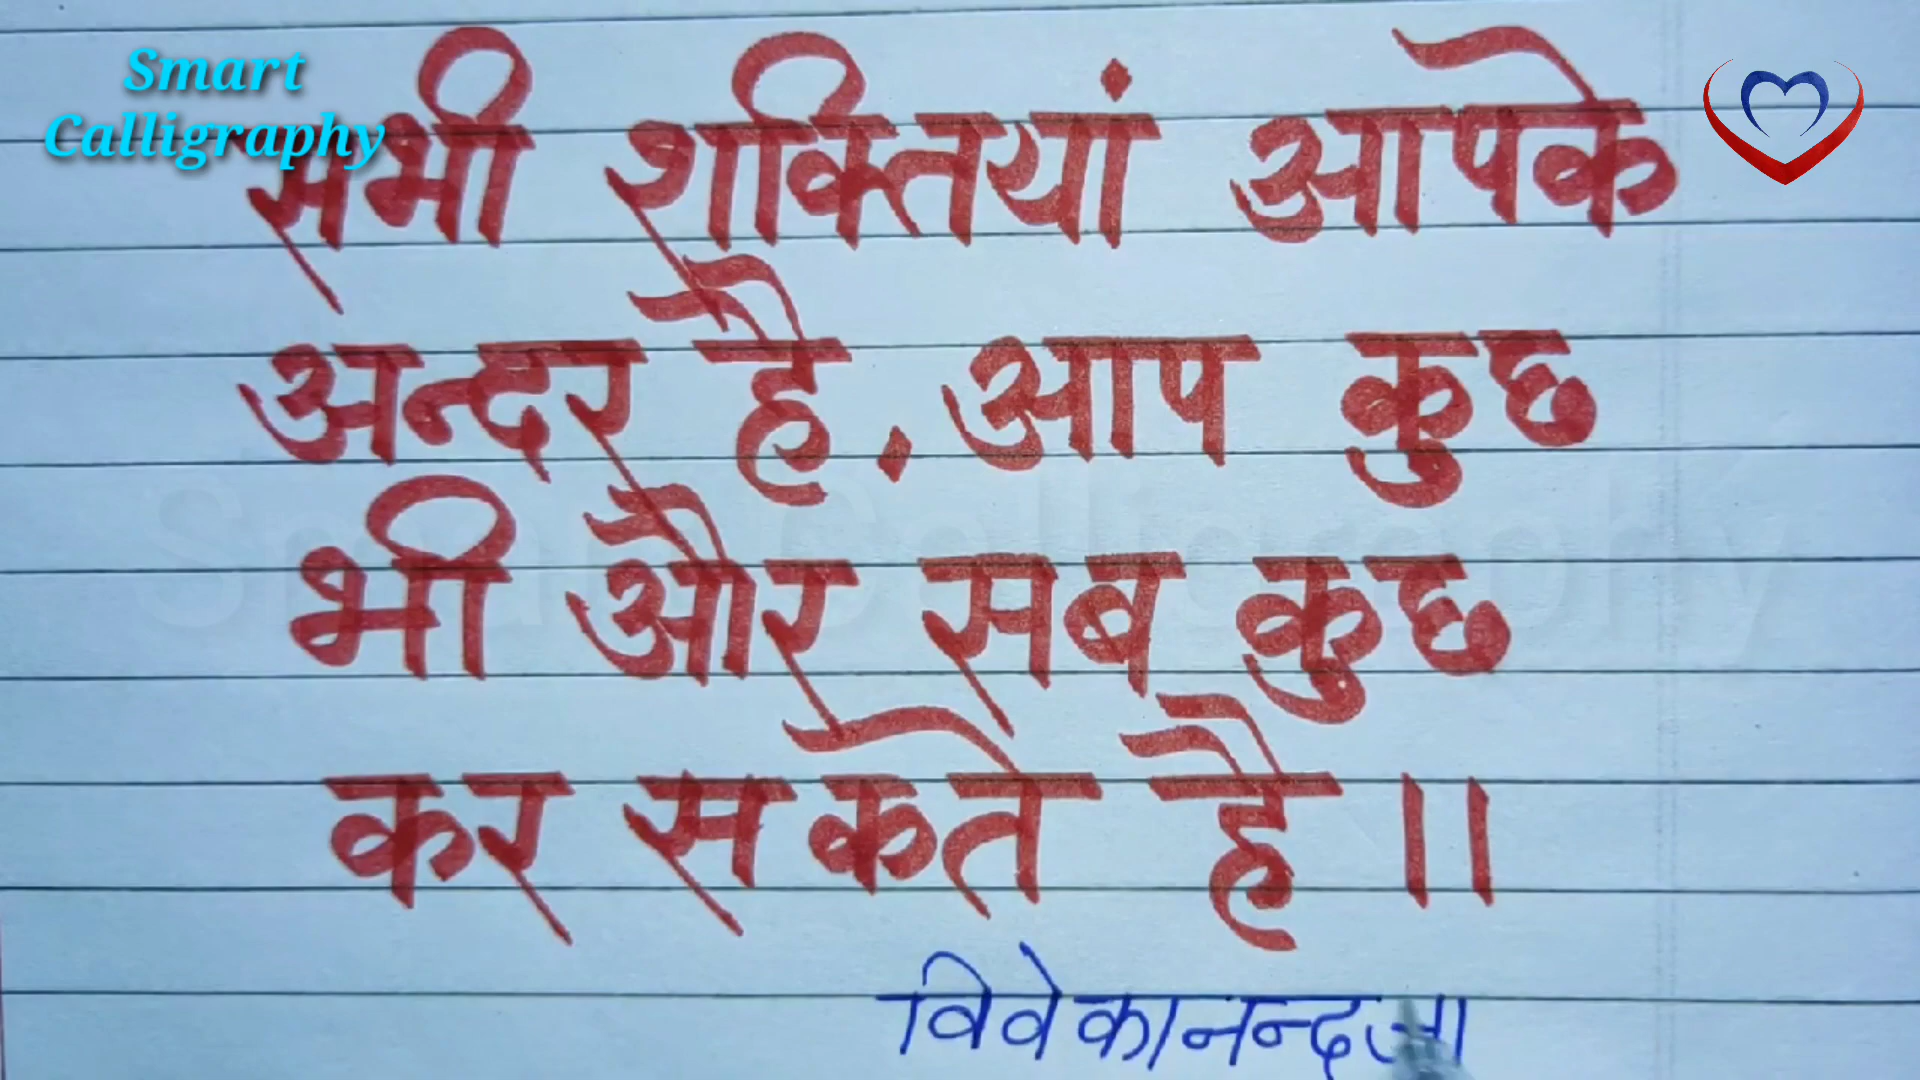 Smart
Calligraphy
सभी शक्तियां आपके
अन्दर है. आप कुछ
भी और सब कुछ
कर सकते है ।।
विवेकानन्द